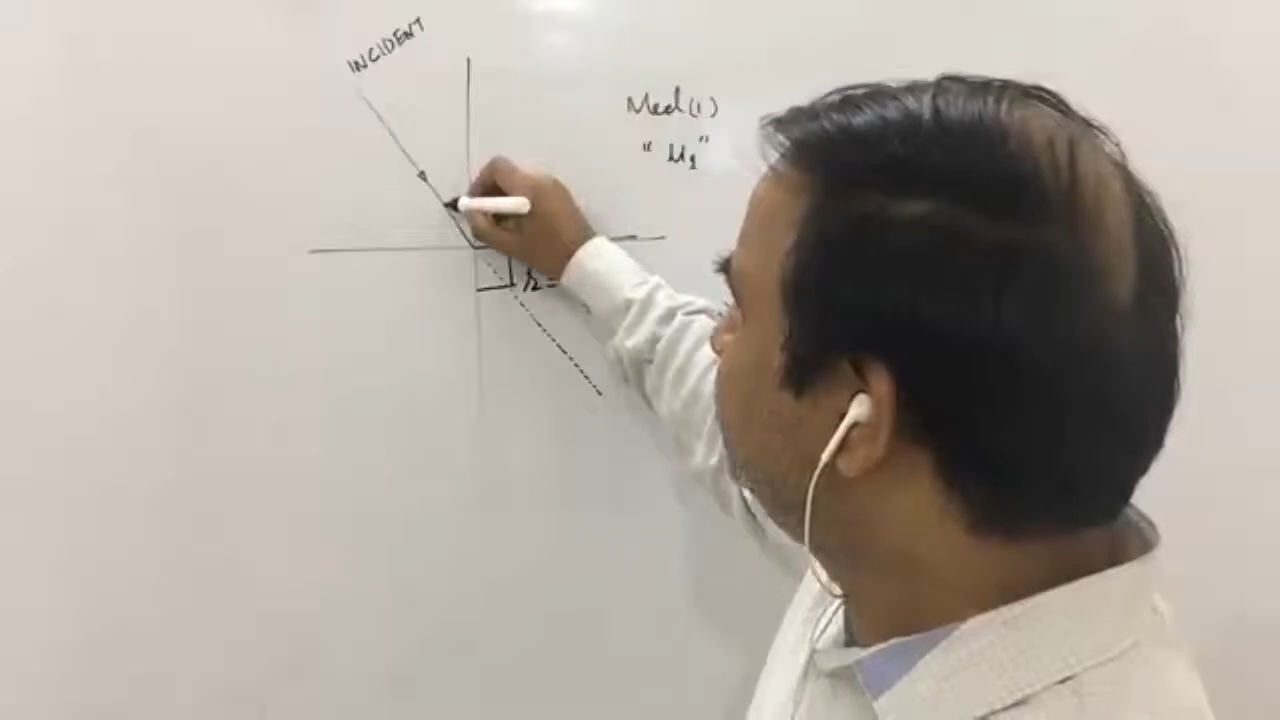 INCIDENT
Med(1)
"μ1"
r=